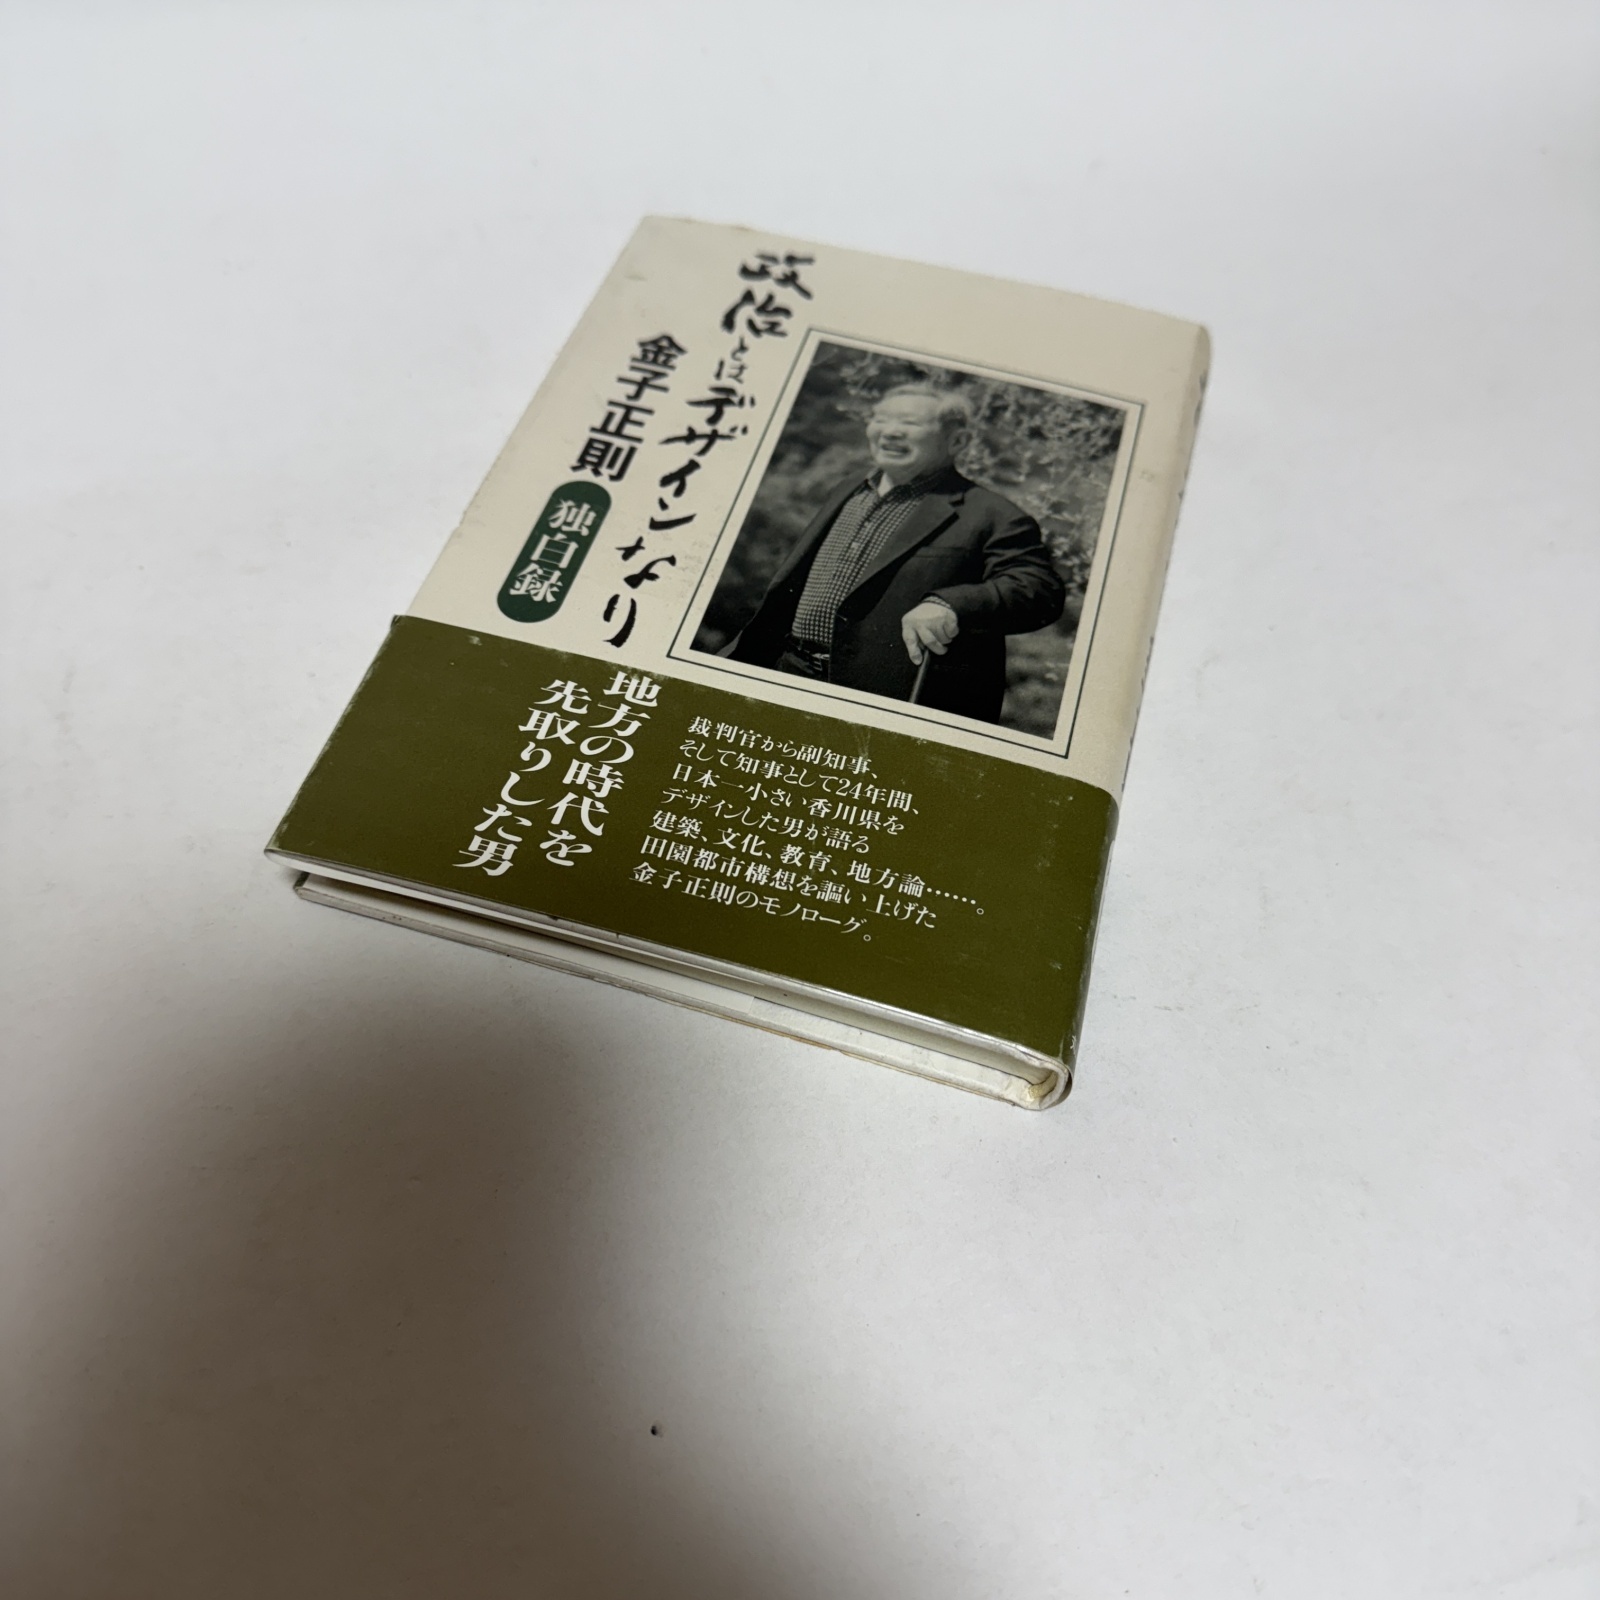 政治とはデザインなり
金子正則
独白録
地方の時代を
先取りした男
裁判官から副知事、
そして知事として24年間、
日本一小さい香川県を
デザインした男が語る
建築、文化、教育、地方論……。
田園都市構想を謳い上げた
金子正則のモノローグ。